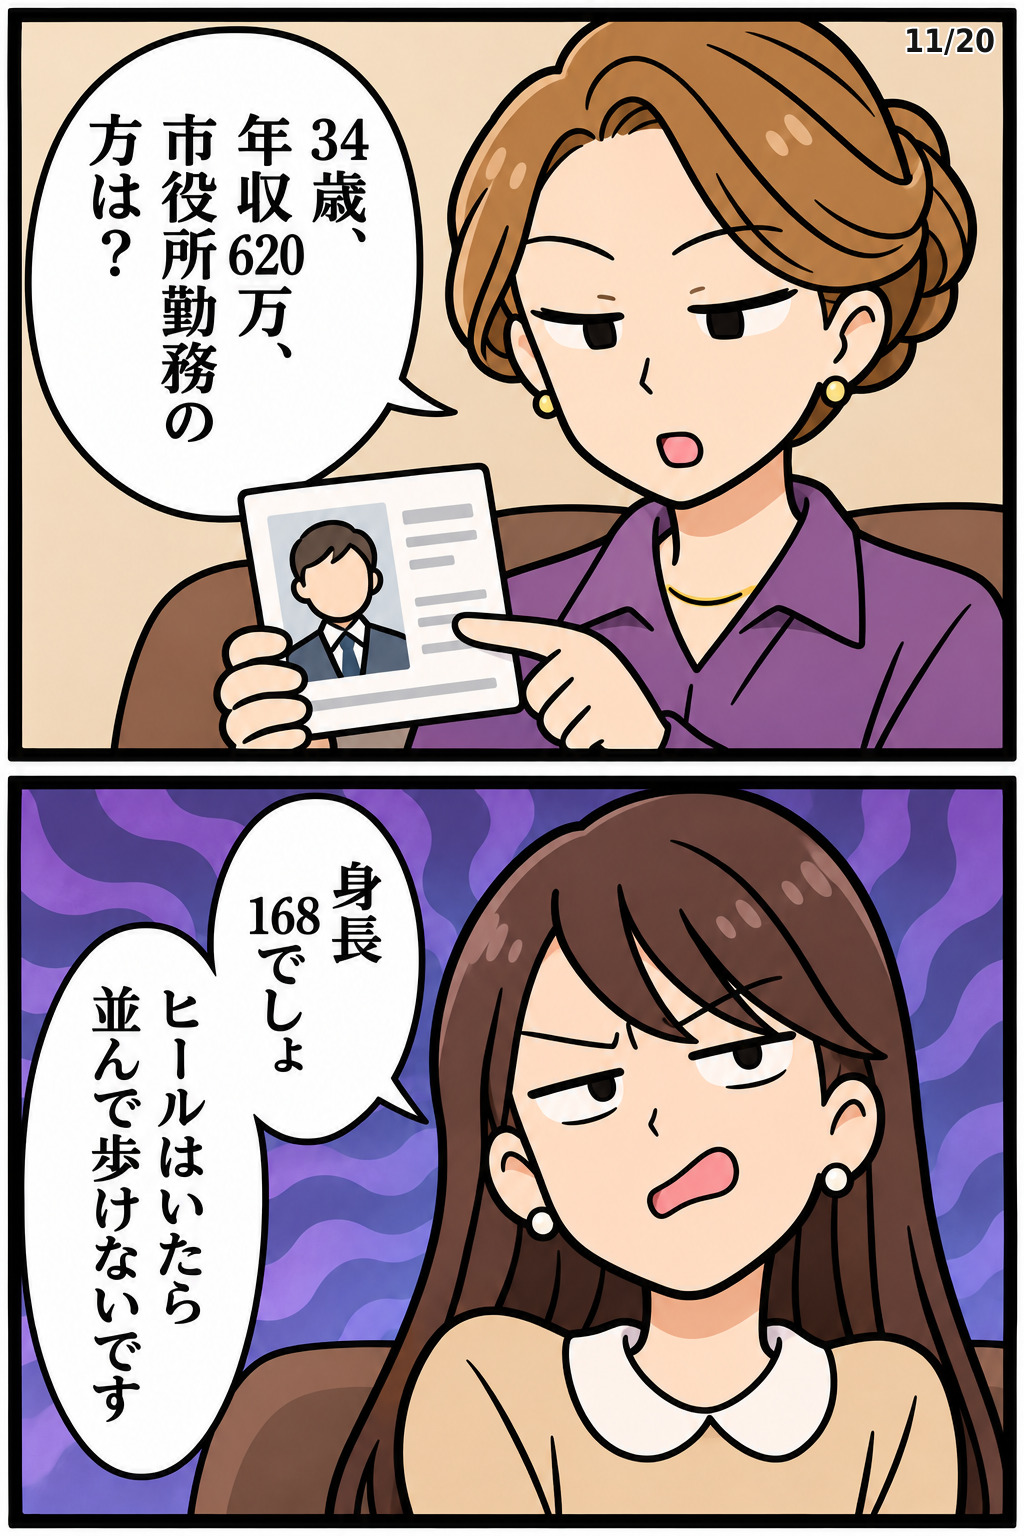 11/20
34歳、
年収620万、
市役所勤務の
方は？
身長
168でしょ
ヒールはいたら
並んで歩けないです